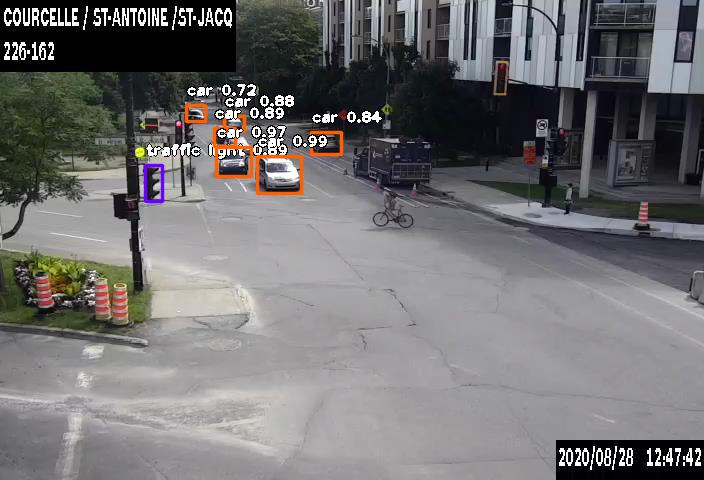 COURCELLE / ST-ANTOINE /ST-JACQ
226-162
car 0.72
car 0.88
car 0.89
car 0.84
car 0.97
car 0.99
traffic light 0.89
2020/08/28 12:47:42